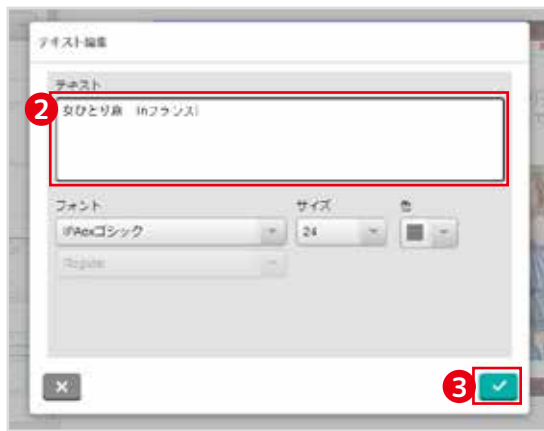 テキスト編集
テキスト
2
女ひとり旅 inフランス!
フォント
サイズ
色
IPAexゴシック
24
Regular
3